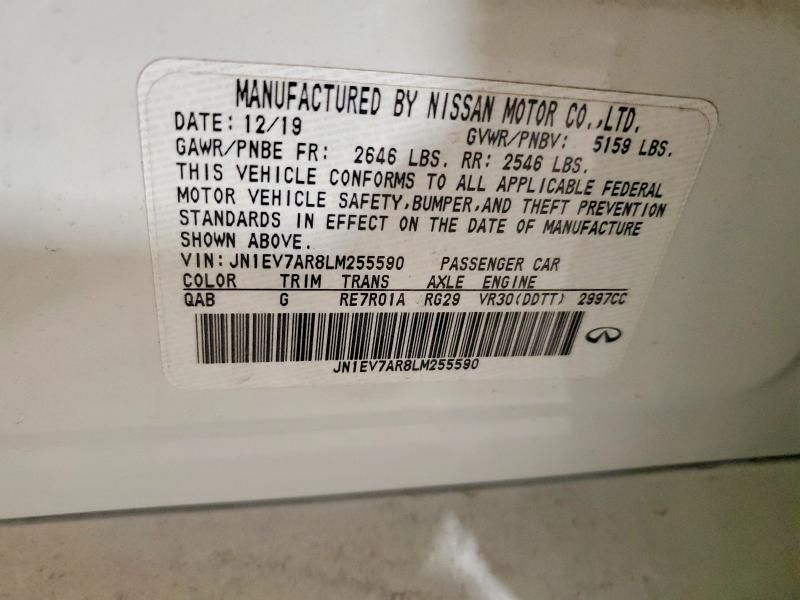 MANUFACTURED BY NISSAN MOTOR CO.,LTD.
DATE: 12/19 GVWR/PNBV: 5159 LBS.
GAWR/PNBE FR: 2646 LBS. RR: 2546 LBS.
THIS VEHICLE CONFORMS TO ALL APPLICABLE FEDERAL
MOTOR VEHICLE SAFETY,BUMPER,AND THEFT PREVENTION
STANDARDS IN EFFECT ON THE DATE OF MANUFACTURE
SHOWN ABOVE.
VIN: JN1EV7AR8LM255590 PASSENGER CAR
COLOR TRIM TRANS AXLE ENGINE
QAB G RE7R01A RG29 VR30(DDTT) 2997CC
JN1EV7AR8LM255590